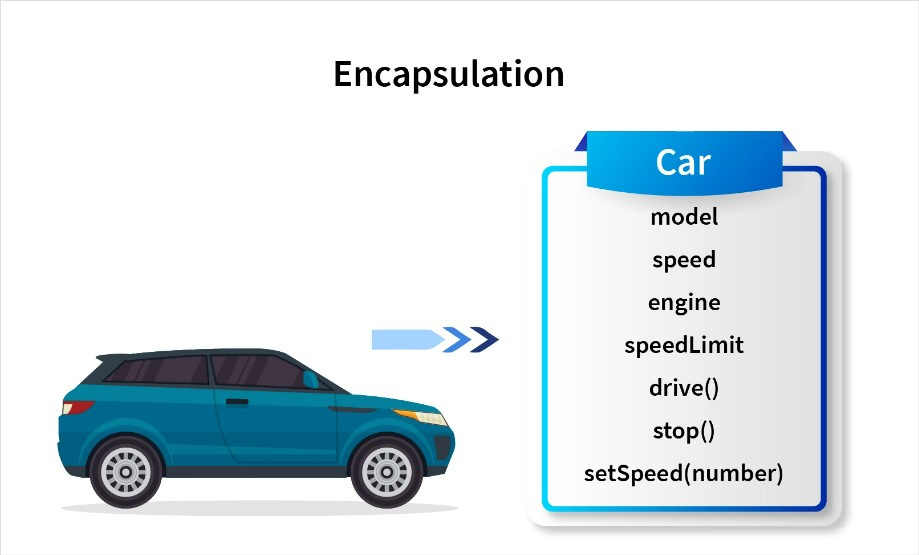 Encapsulation
Car
model
speed
engine
speedLimit
drive()
stop()
setSpeed(number)